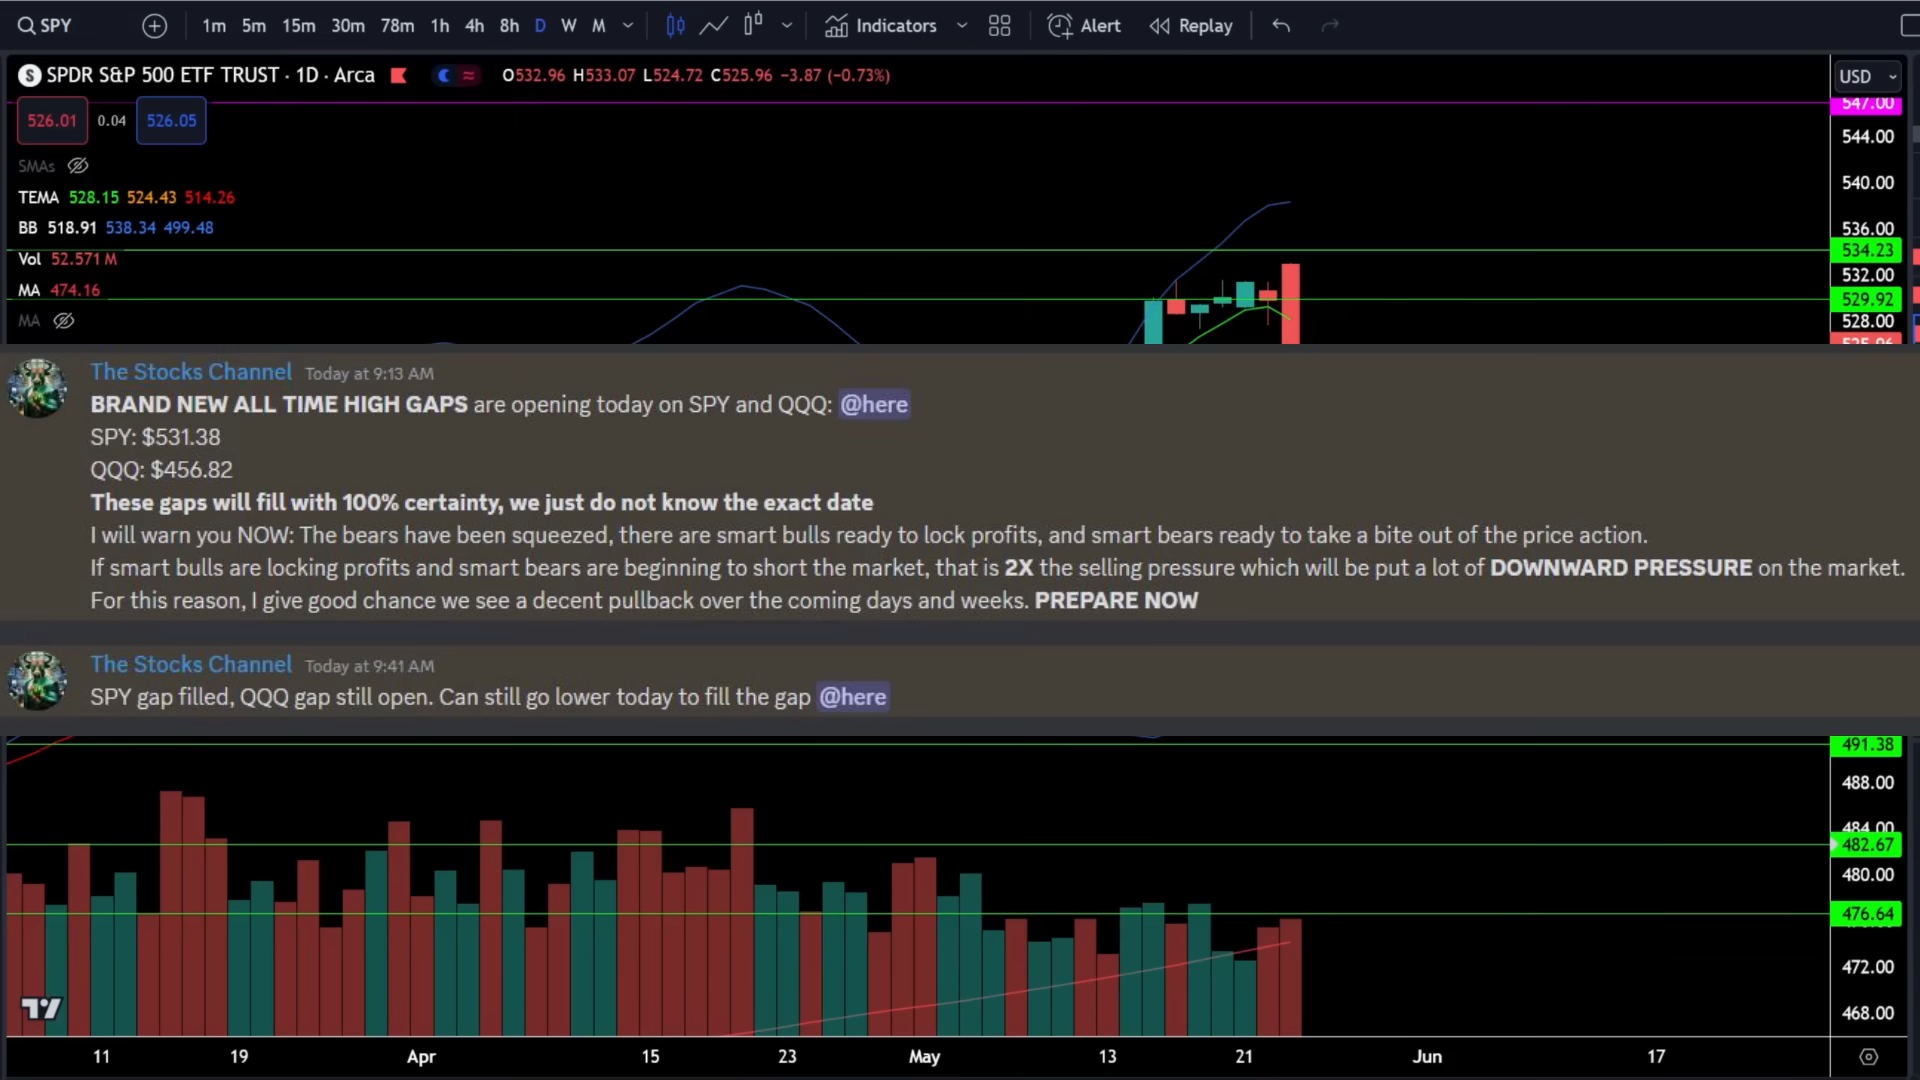 SPY 1m 5m 15m 30m 78m 1h 4h 8h D W M Indicators Alert Replay
S SPDR S&P 500 ETF TRUST · 1D · Arca O532.96 H533.07 L524.72 C525.96 −3.87 (−0.73%)
USD
526.01 0.04 526.05
SMAs
TEMA 528.15 524.43 514.26
BB 518.91 538.34 499.48
Vol 52.571 M
MA 474.16
MA
547.00
544.00
540.00
536.00
534.23
532.00
529.92
528.00
525.96
The Stocks Channel Today at 9:13 AM
BRAND NEW ALL TIME HIGH GAPS are opening today on SPY and QQQ: @here
SPY: $531.38
QQQ: $456.82
These gaps will fill with 100% certainty, we just do not know the exact date
I will warn you NOW: The bears have been squeezed, there are smart bulls ready to lock profits, and smart bears ready to take a bite out of the price action.
If smart bulls are locking profits and smart bears are beginning to short the market, that is 2X the selling pressure which will be put a lot of DOWNWARD PRESSURE on the market.
For this reason, I give good chance we see a decent pullback over the coming days and weeks. PREPARE NOW
The Stocks Channel Today at 9:41 AM
SPY gap filled, QQQ gap still open. Can still go lower today to fill the gap @here
491.38
488.00
484.00
482.67
480.00
476.64
472.00
468.00
11 19 Apr 15 23 May 13 21 Jun 17